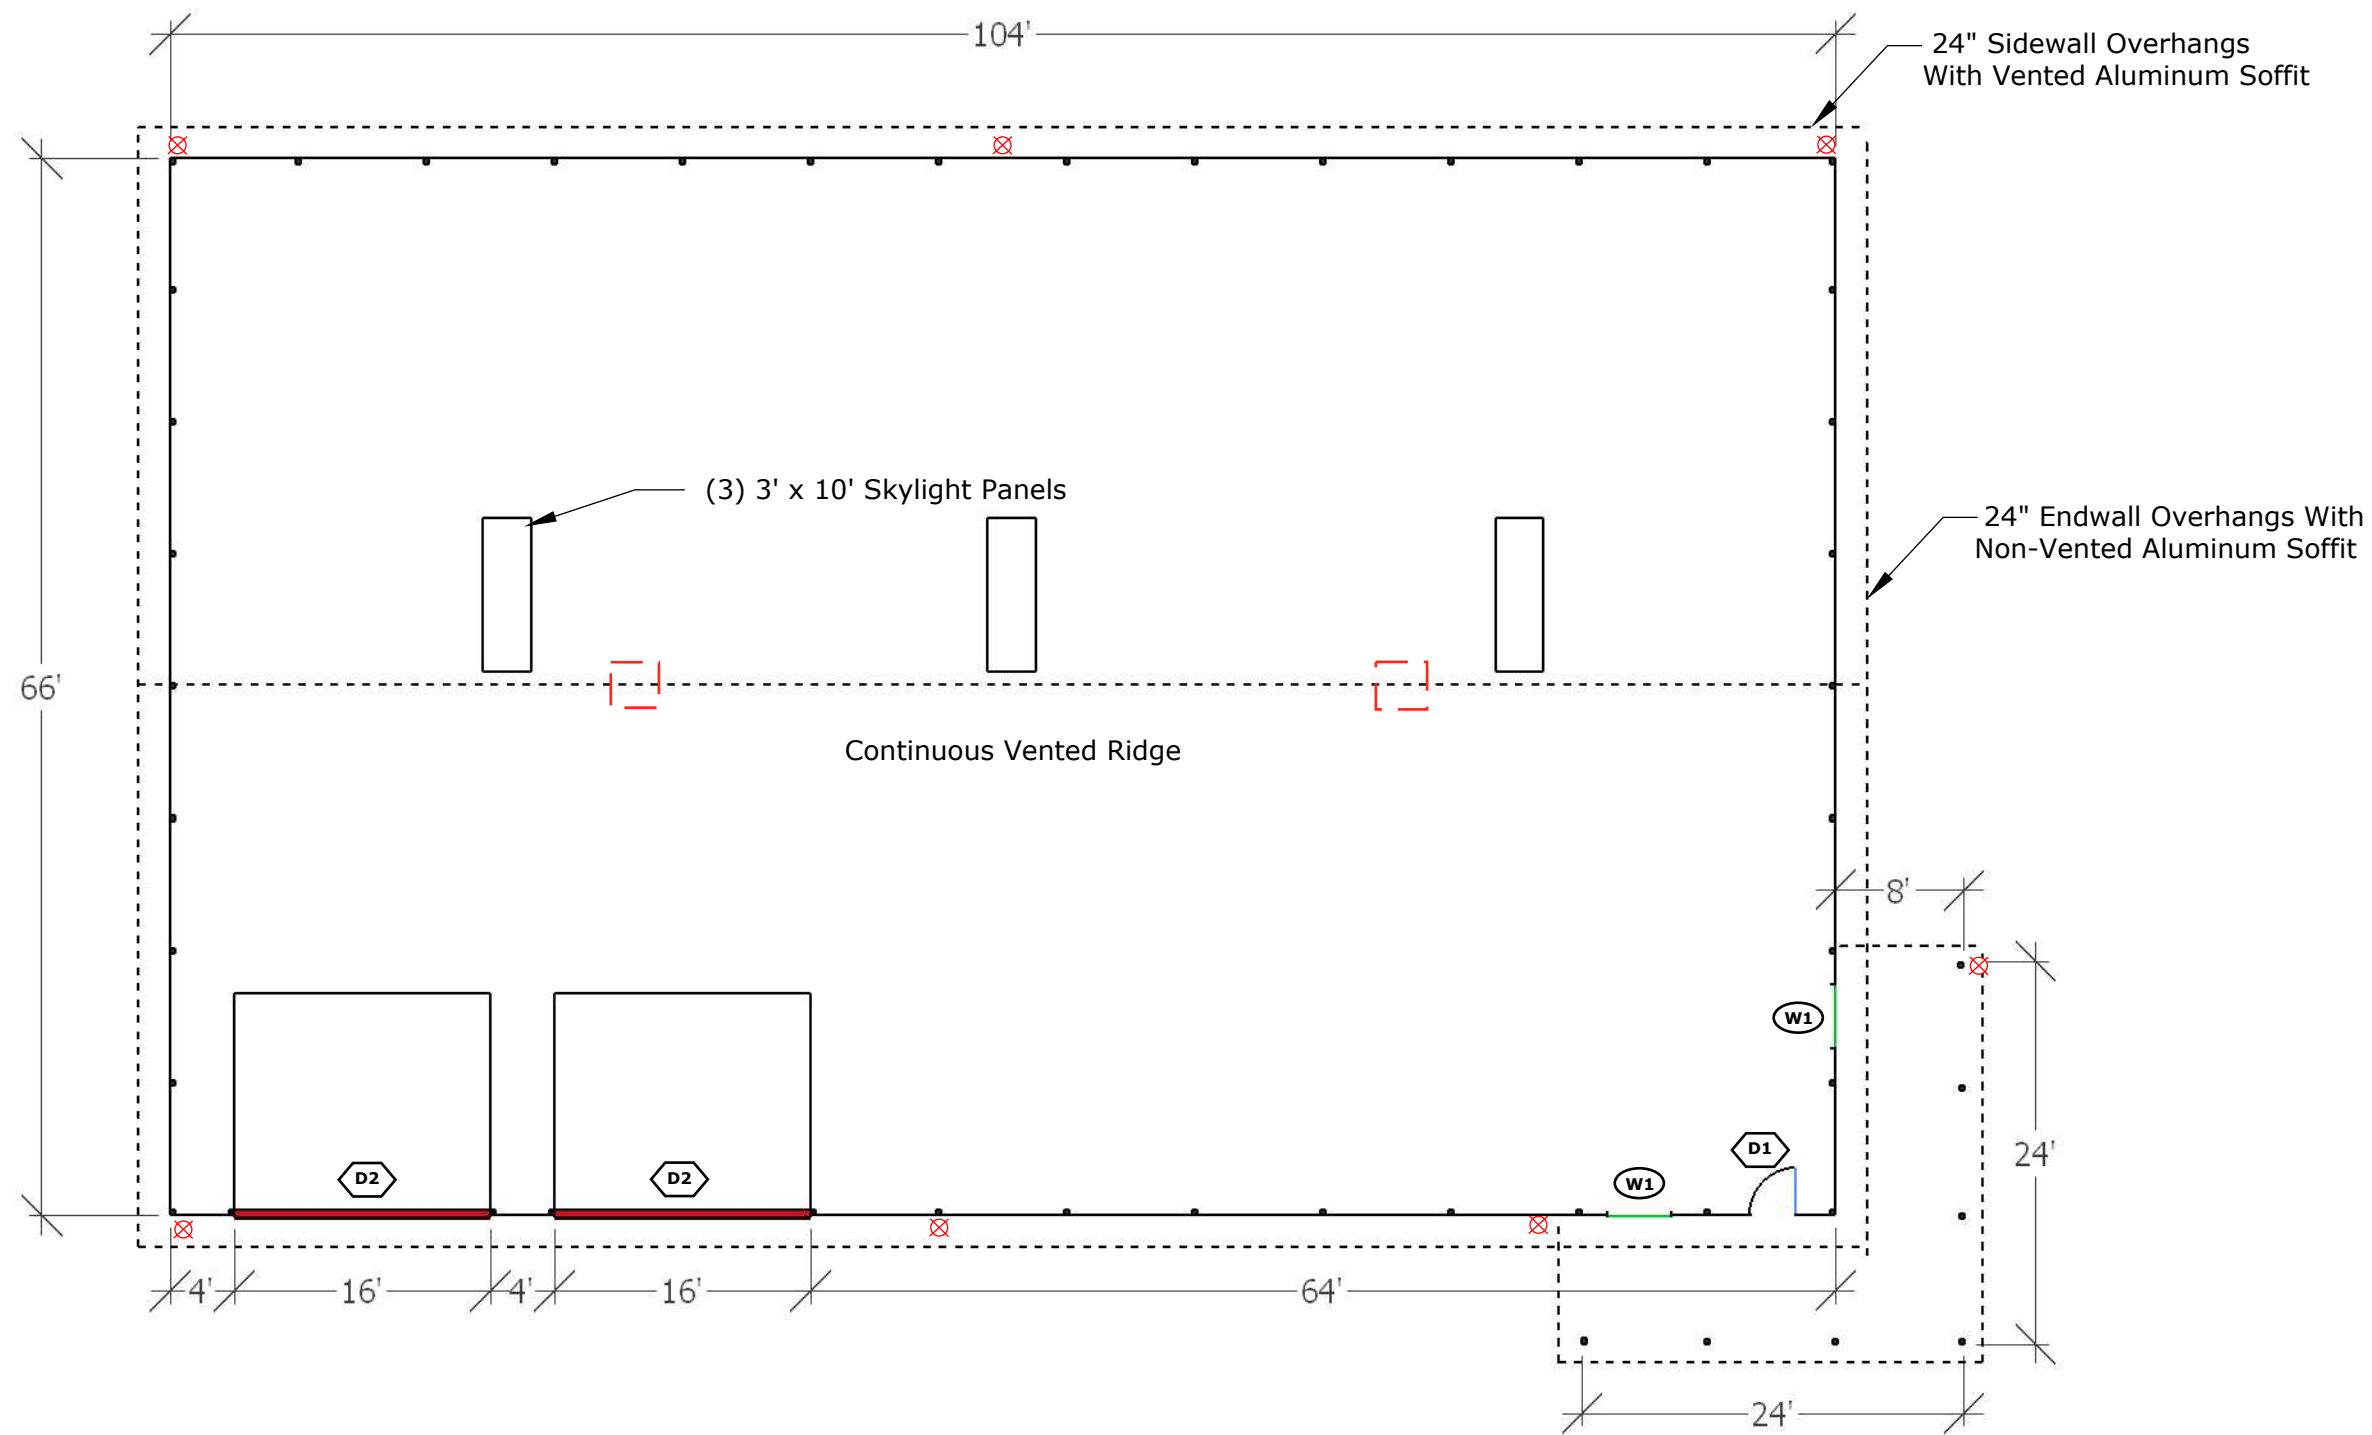 104'
24" Sidewall Overhangs
With Vented Aluminum Soffit
(3) 3' x 10' Skylight Panels
24" Endwall Overhangs With
Non-Vented Aluminum Soffit
66'
Continuous Vented Ridge
8'
W1
D1
24'
D2
D2
W1
4'
16'
4'
16'
64'
24'